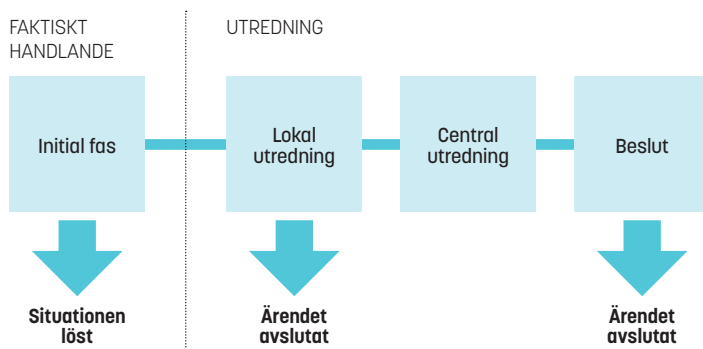 FAKTISKT
HANDLANDE
UTREDNING
Initial fas
Lokal
utredning
Central
utredning
Beslut
Situationen
löst
Ärendet
avslutat
Ärendet
avslutat